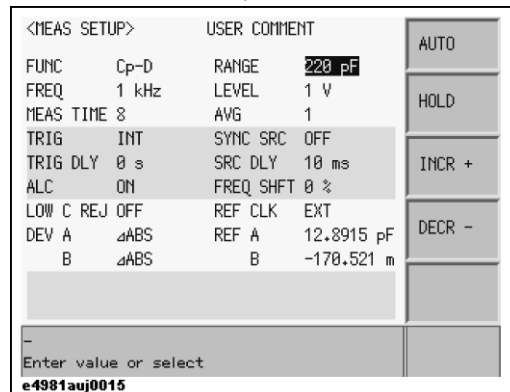 <MEAS SETUP> USER COMMENT
FUNC Cp-D RANGE 220 pF
FREQ 1 kHz LEVEL 1 V
MEAS TIME 8 AVG 1
TRIG INT SYNC SRC OFF
TRIG DLY 0 s SRC DLY 10 ms
ALC ON FREQ SHFT 0 %
LOW C REJ OFF REF CLK EXT
DEV A ⊿ABS REF A 12.8915 pF
B ⊿ABS B -170.521 m
AUTO
HOLD
INCR +
DECR -
–
Enter value or select
e4981auj0015